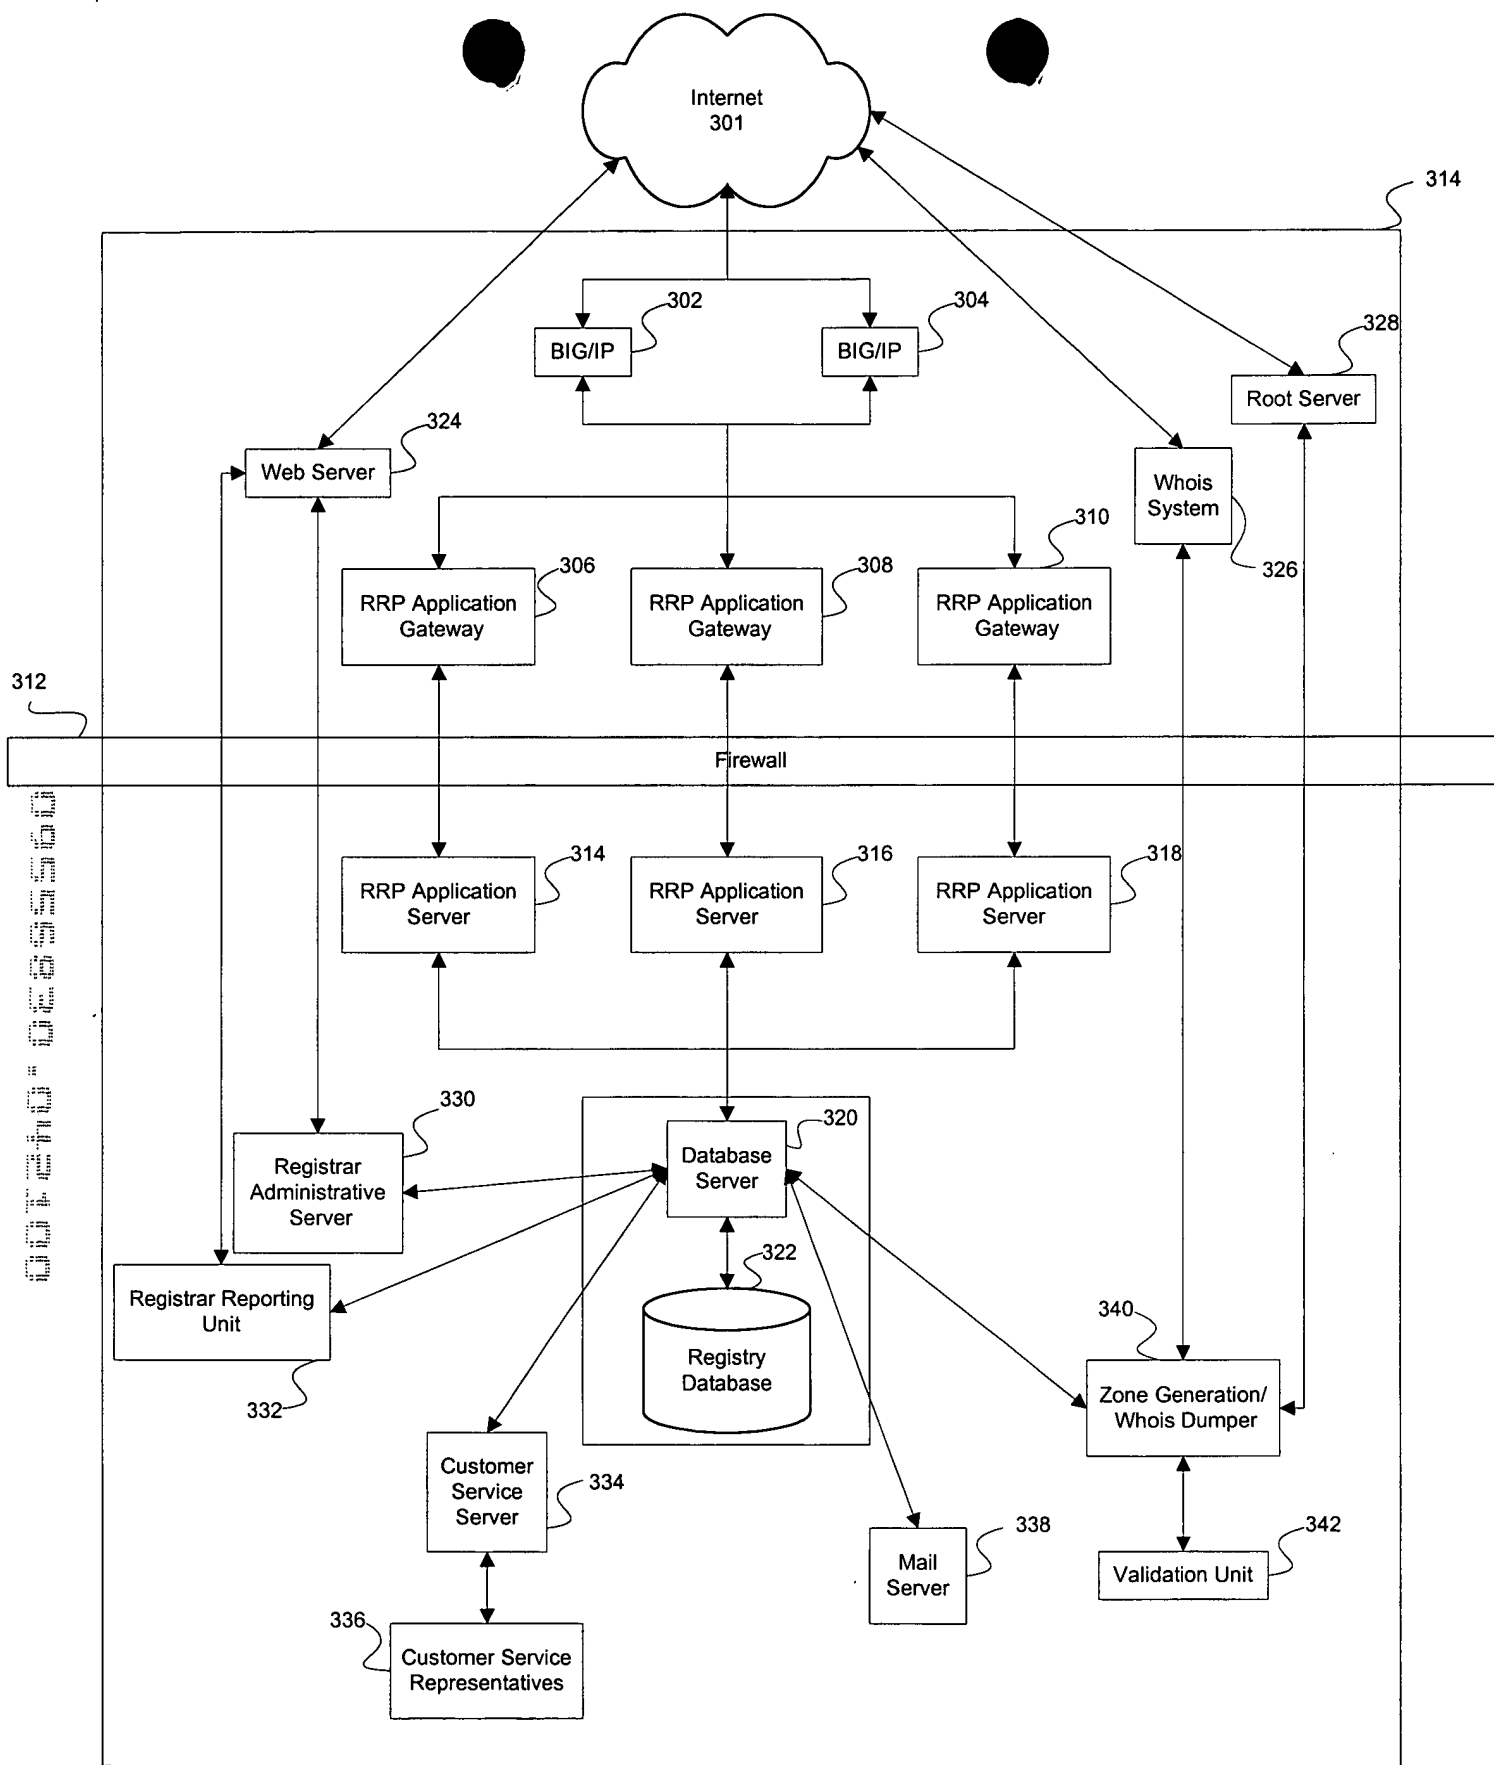 Internet
301
314
302
304
BIG/IP
BIG/IP
328
Root Server
324
Web Server
Whois
System
326
310
306
308
RRP Application
Gateway
RRP Application
Gateway
RRP Application
Gateway
312
Firewall
314
316
318
RRP Application
Server
RRP Application
Server
RRP Application
Server
330
320
Registrar
Administrative
Server
Database
Server
322
Registrar Reporting
Unit
332
Registry
Database
340
Zone Generation/
Whois Dumper
Customer
Service
Server
334
338
Mail
Server
342
Validation Unit
336
Customer Service
Representatives